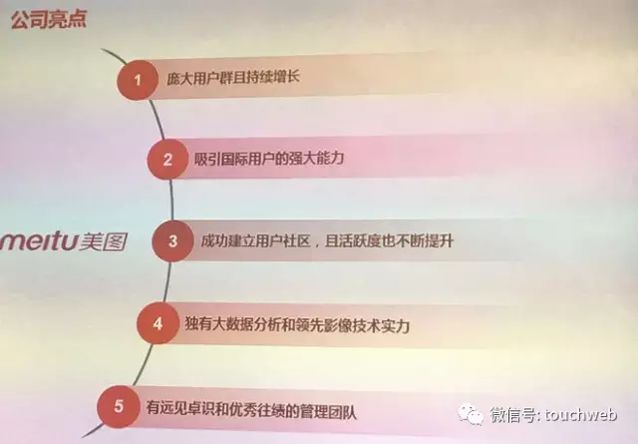 公司亮点
1 庞大用户群且持续增长
2 吸引国际用户的强大能力
meitu美图
3 成功建立用户社区，且活跃度也不断提升
4 独有大数据分析和领先影像技术实力
5 有远见卓识和优秀往绩的管理团队
微信号: touchweb